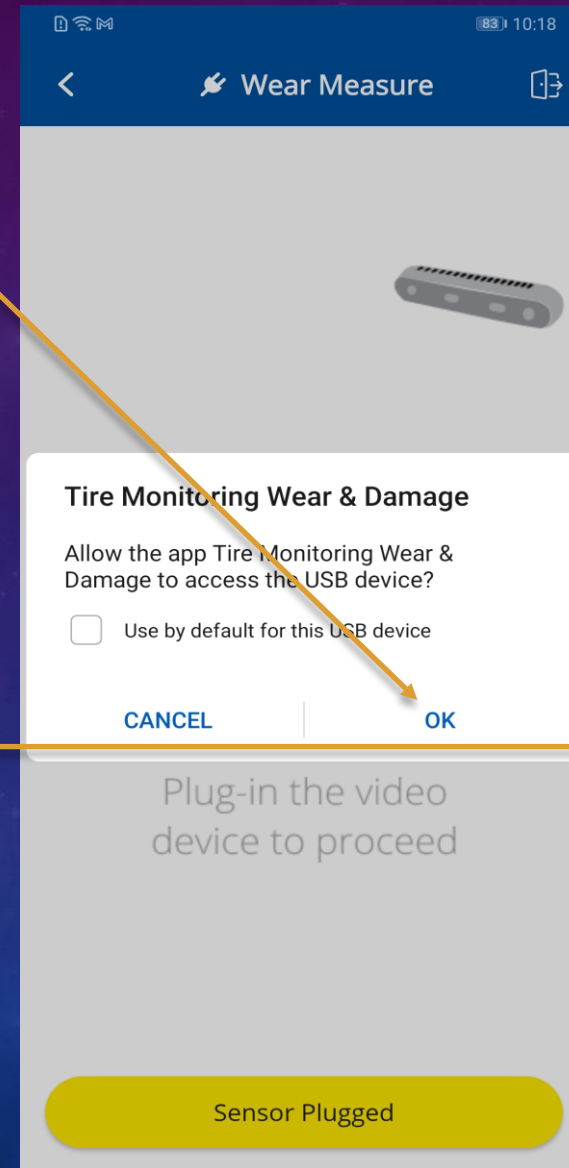 83 10:18
Wear Measure
Tire Monitoring Wear & Damage
Allow the app Tire Monitoring Wear &
Damage to access the USB device?
Use by default for this USB device
CANCEL OK
Plug-in the video
device to proceed
Sensor Plugged